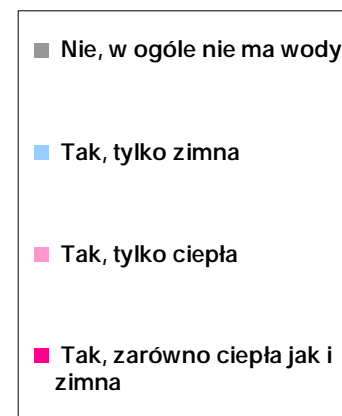 Nie, w ogóle nie ma wody
Tak, tylko zimna
Tak, tylko ciepła
Tak, zarówno ciepła jak i
zimna